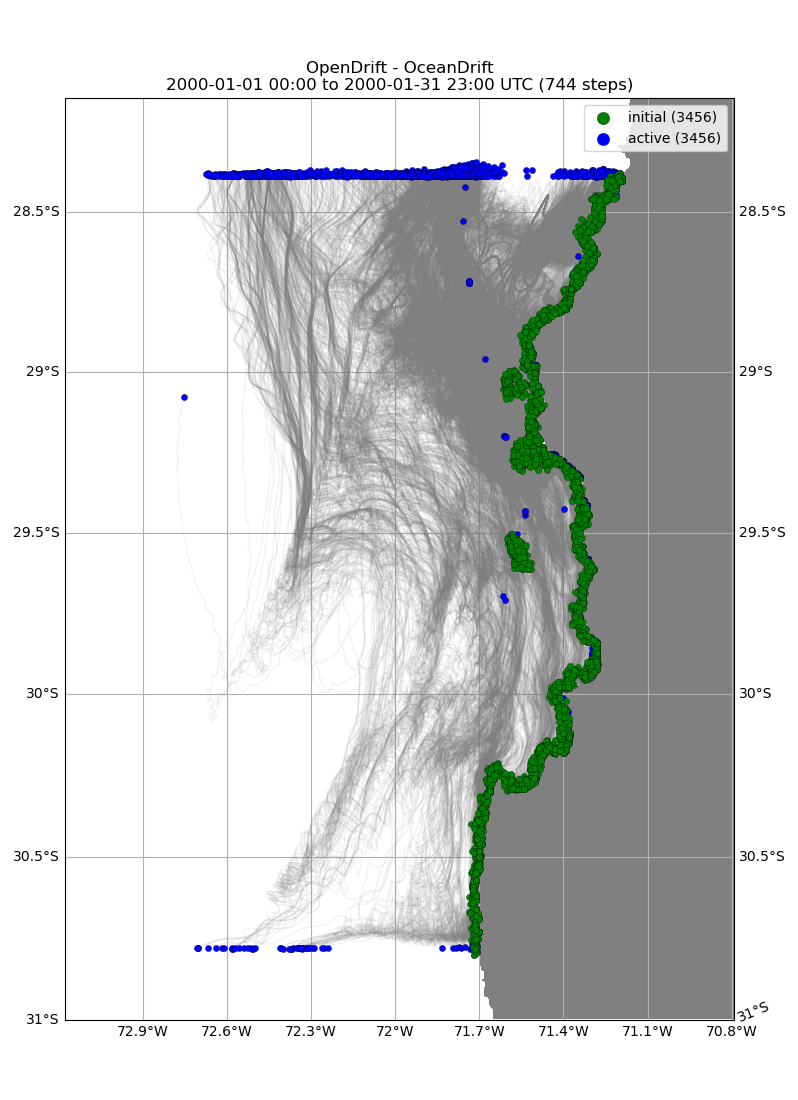 OpenDrift - OceanDrift
2000-01-01 00:00 to 2000-01-31 23:00 UTC (744 steps)
initial (3456)
active (3456)
28.5°S 28.5°S
29°S 29°S
29.5°S 29.5°S
30°S 30°S
30.5°S 30.5°S
31°S 31°S
72.9°W 72.6°W 72.3°W 72°W 71.7°W 71.4°W 71.1°W 70.8°W